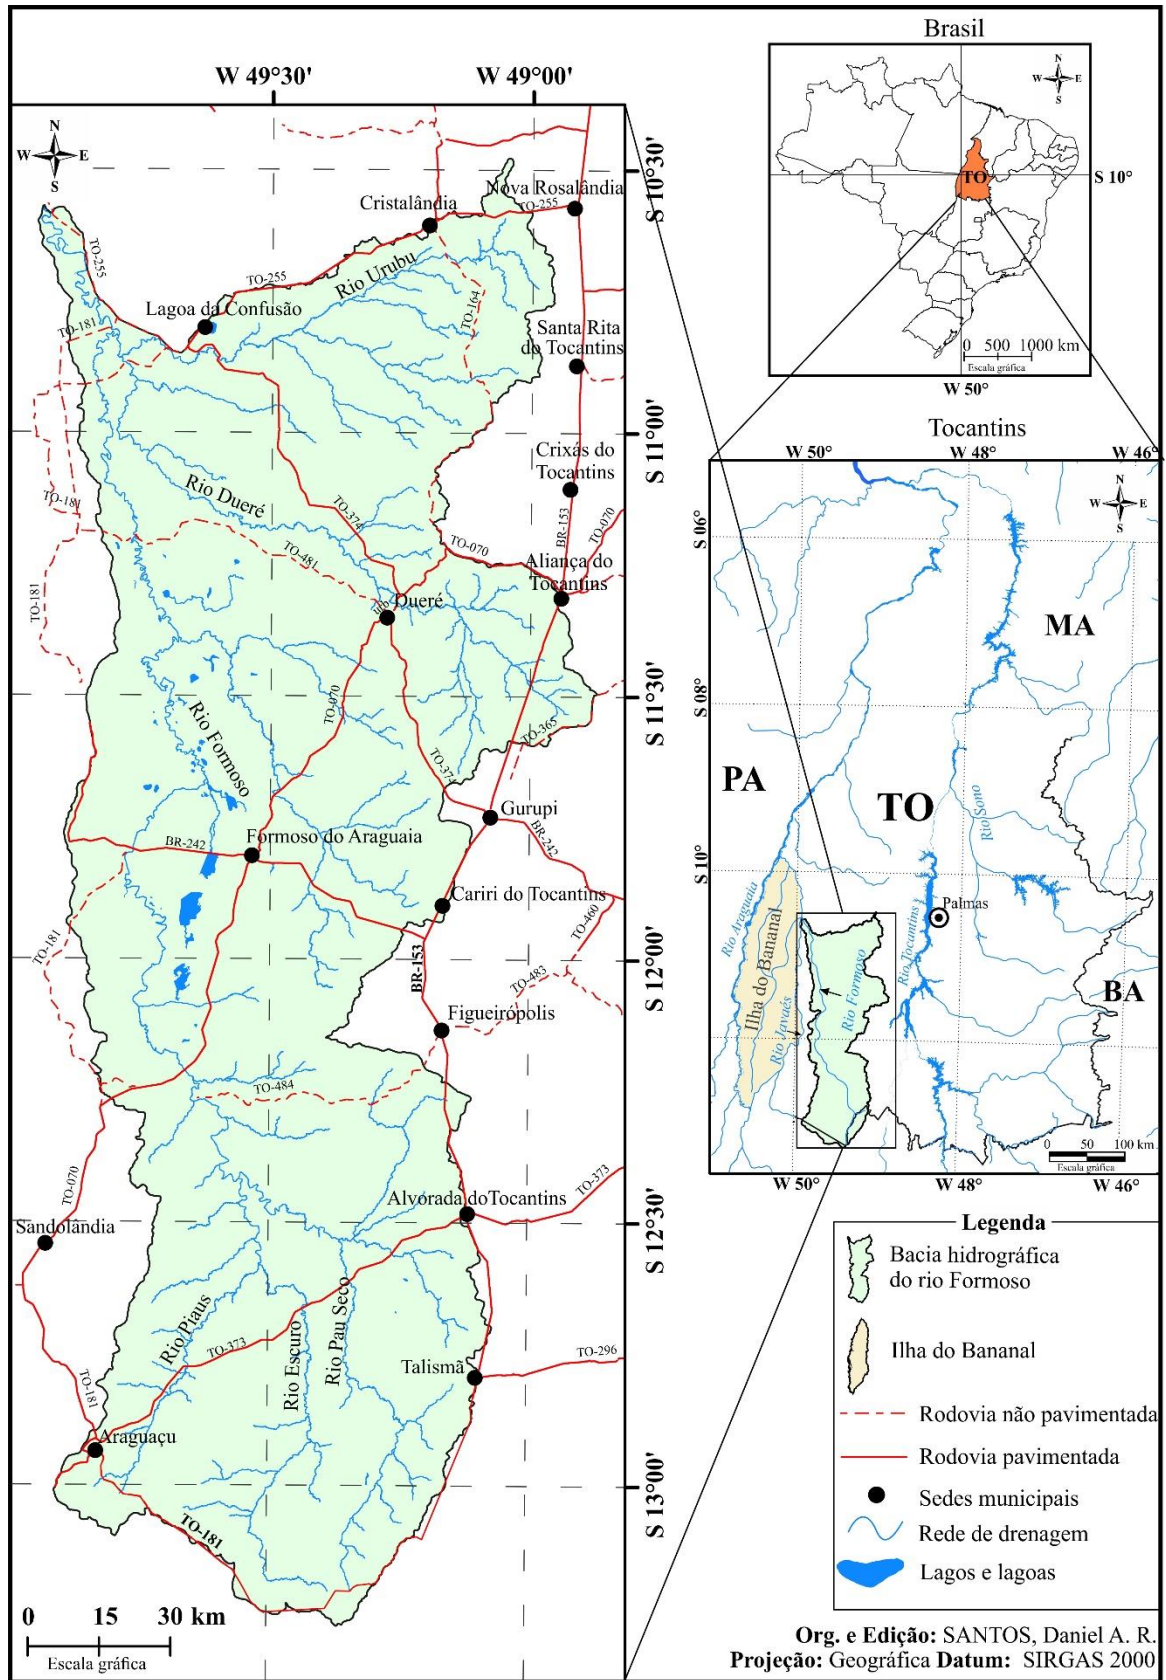 Brasil
N
W E
S
TO
S 10°
0 500 1000 km
Escala gráfica
W 50°
W 49°30' W 49°00'
N
W E
S
S 10°30'
Nova Rosalândia
TO-255
Cristalândia
TO-255
TO-255
Rio Urubu
TO-164
Lagoa da Confusão
TO-181
Santa Rita
do Tocantins
S 11°00'
Crixás do
Tocantins
Rio Dueré
TO-181
TO-374
BR-153
TO-070
TO-070
TO-481
Aliança do
Tocantins
TO-181
Dueré
S 11°30'
TO-070
Rio Formoso
TO-365
TO-374
Gurupi
BR-242
Formoso do Araguaia
BR-242
Cariri do Tocantins
TO-460
TO-181
S 12°00'
BR-153
TO-483
Figueirópolis
TO-484
TO-070
Alvorada do Tocantins
TO-373
Sandolândia
S 12°30'
Rio Piaus
Rio Escuro
Rio Pau Seco
TO-373
Talismã
TO-296
TO-181
Araguaçu
S 13°00'
TO-181
0 15 30 km
Escala gráfica
Tocantins
W 50° W 48° W 46°
N
W E
S
S 06°
MA
S 08°
PA
TO
Rio Sono
S 10°
Palmas
Rio Araguaia
Ilha do Bananal
Rio Javaés
Rio Formoso
Rio Tocantins
BA
0 50 100 km
Escala gráfica
W 50° W 48° W 46°
Legenda
Bacia hidrográfica
do rio Formoso
Ilha do Bananal
Rodovia não pavimentada
Rodovia pavimentada
Sedes municipais
Rede de drenagem
Lagos e lagoas
Org. e Edição: SANTOS, Daniel A. R.
Projeção: Geográfica Datum: SIRGAS 2000